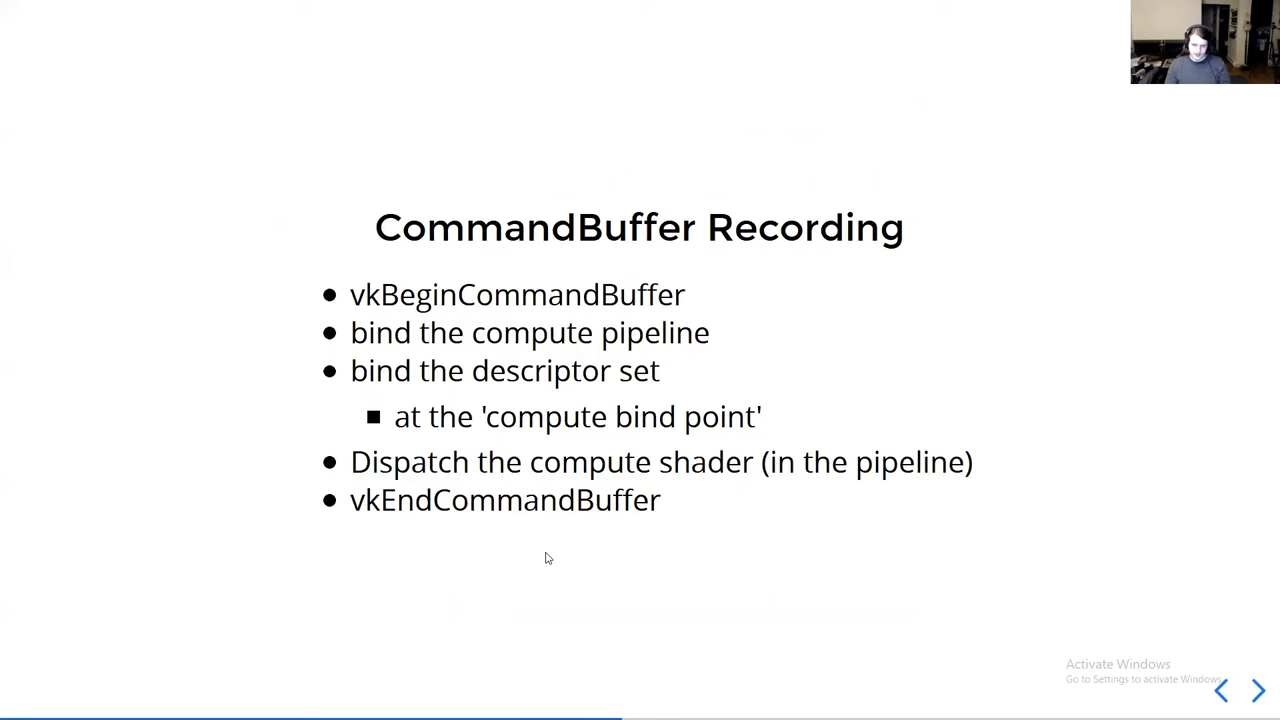 CommandBuffer Recording
vkBeginCommandBuffer
bind the compute pipeline
bind the descriptor set
at the 'compute bind point'
Dispatch the compute shader (in the pipeline)
vkEndCommandBuffer
Activate Windows
Go to Settings to activate Windows.